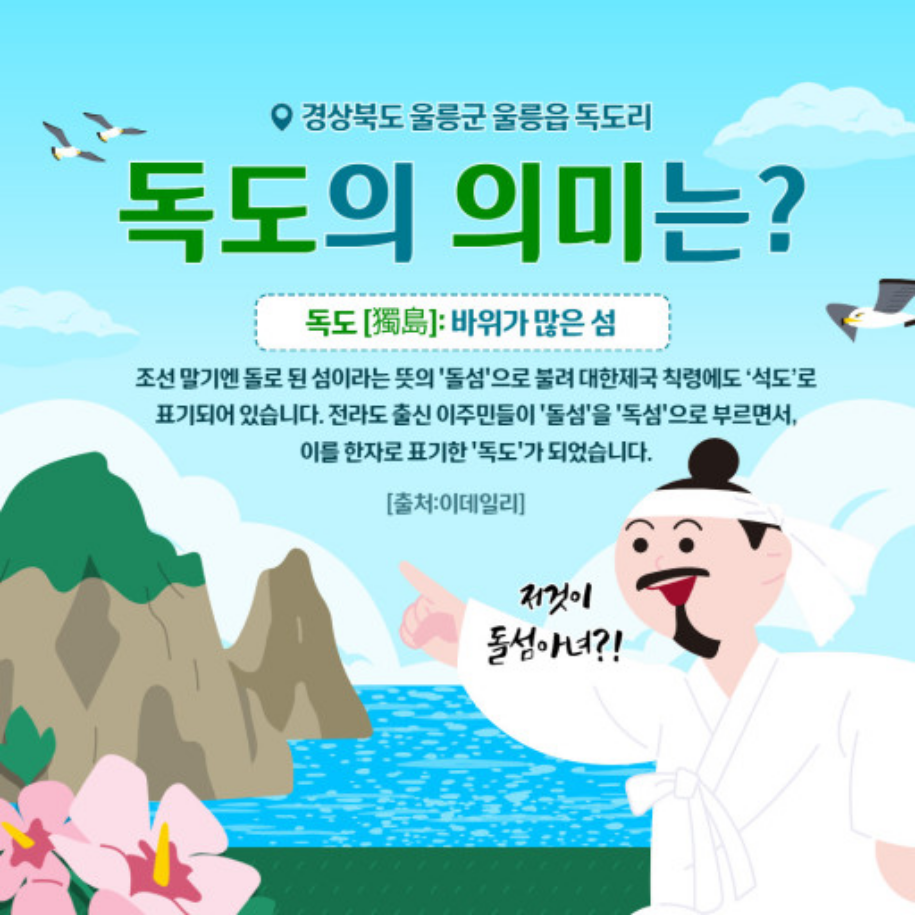 경상북도 울릉군 울릉읍 독도리
독도의 의미는?
독도 [獨島]: 바위가 많은 섬
조선 말기엔 돌로 된 섬이라는 뜻의 '돌섬'으로 불려 대한제국 칙령에도 ‘석도’로
표기되어 있습니다. 전라도 출신 이주민들이 '돌섬'을 '독섬'으로 부르면서,
이를 한자로 표기한 '독도'가 되었습니다.
[출처:이데일리]
저것이
돌섬아녀?!